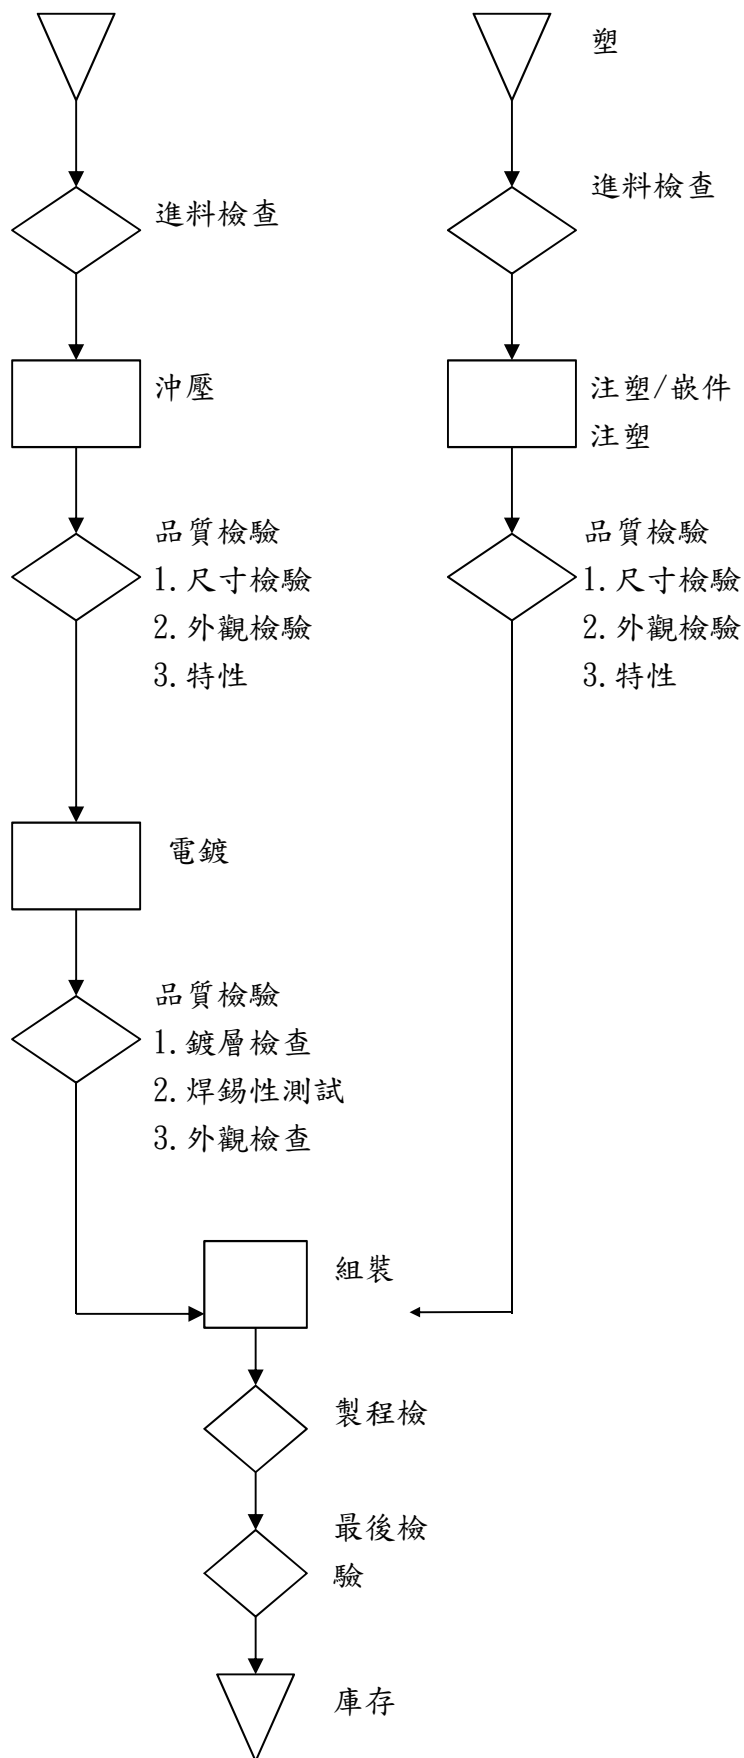 塑
進料檢查
進料檢查
沖壓
注塑/嵌件
注塑
品質檢驗
1.尺寸檢驗
2.外觀檢驗
3.特性
品質檢驗
1.尺寸檢驗
2.外觀檢驗
3.特性
電鍍
品質檢驗
1.鍍層檢查
2.焊錫性測試
3.外觀檢查
組裝
製程檢
最後檢
驗
庫存